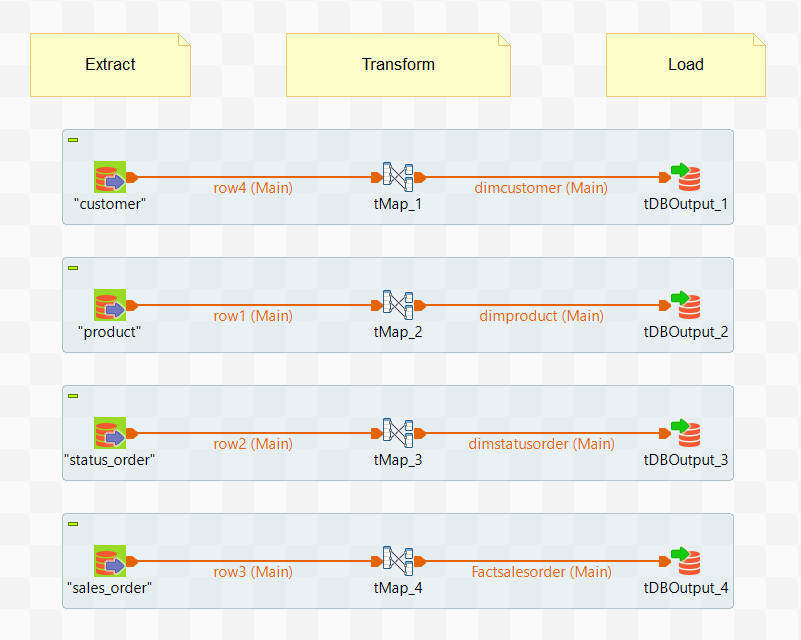 Extract
Transform
Load
row4 (Main)
dimcustomer (Main)
"customer"
tMap_1
tDBOutput_1
row1 (Main)
dimproduct (Main)
"product"
tMap_2
tDBOutput_2
row2 (Main)
dimstatusorder (Main)
"status_order"
tMap_3
tDBOutput_3
row3 (Main)
Factsalesorder (Main)
"sales_order"
tMap_4
tDBOutput_4